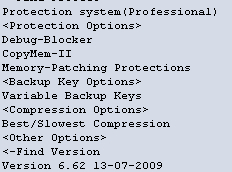 Protection system(Professional)
<Protection Options>
Debug-Blocker
CopyMem-II
Memory-Patching Protections
<Backup Key Options>
Variable Backup Keys
<Compression Options>
Best/Slowest Compression
<Other Options>
<-Find Version
Version 6.62 13-07-2009